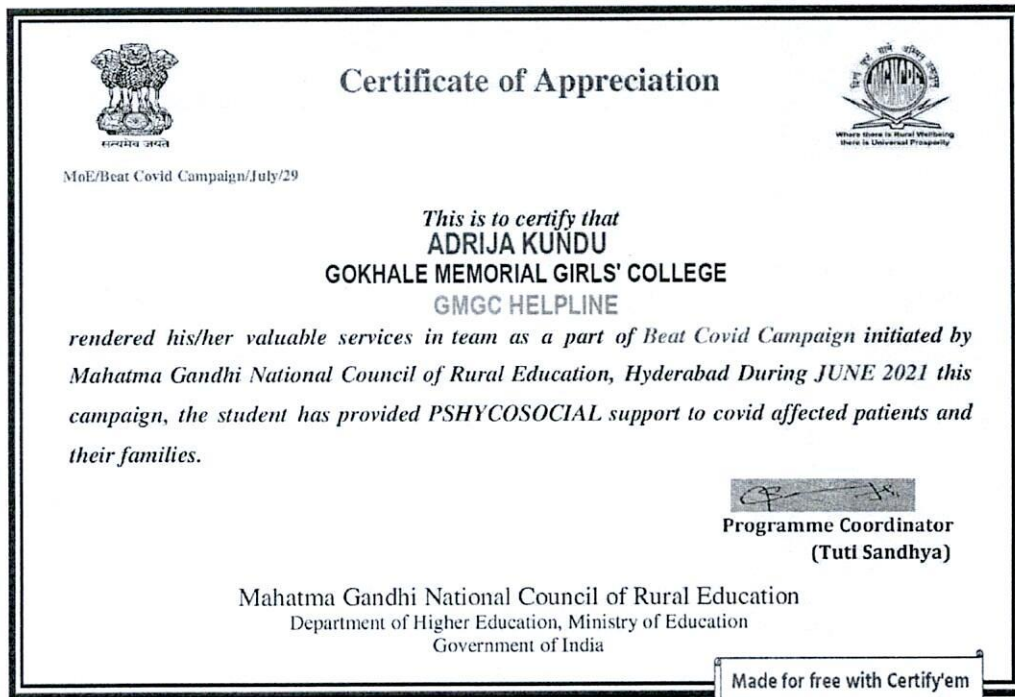 Certificate of Appreciation
सत्यमेव जयते
Where there is Rural Wellbeing
there is Universal Prosperity
MoE/Beat Covid Campaign/July/29
This is to certify that
ADRIJA KUNDU
GOKHALE MEMORIAL GIRLS' COLLEGE
GMGC HELPLINE
rendered his/her valuable services in team as a part of Beat Covid Campaign initiated by
Mahatma Gandhi National Council of Rural Education, Hyderabad During JUNE 2021 this
campaign, the student has provided PSHYCOSOCIAL support to covid affected patients and
their families.
Programme Coordinator
(Tuti Sandhya)
Mahatma Gandhi National Council of Rural Education
Department of Higher Education, Ministry of Education
Government of India
Made for free with Certify'em